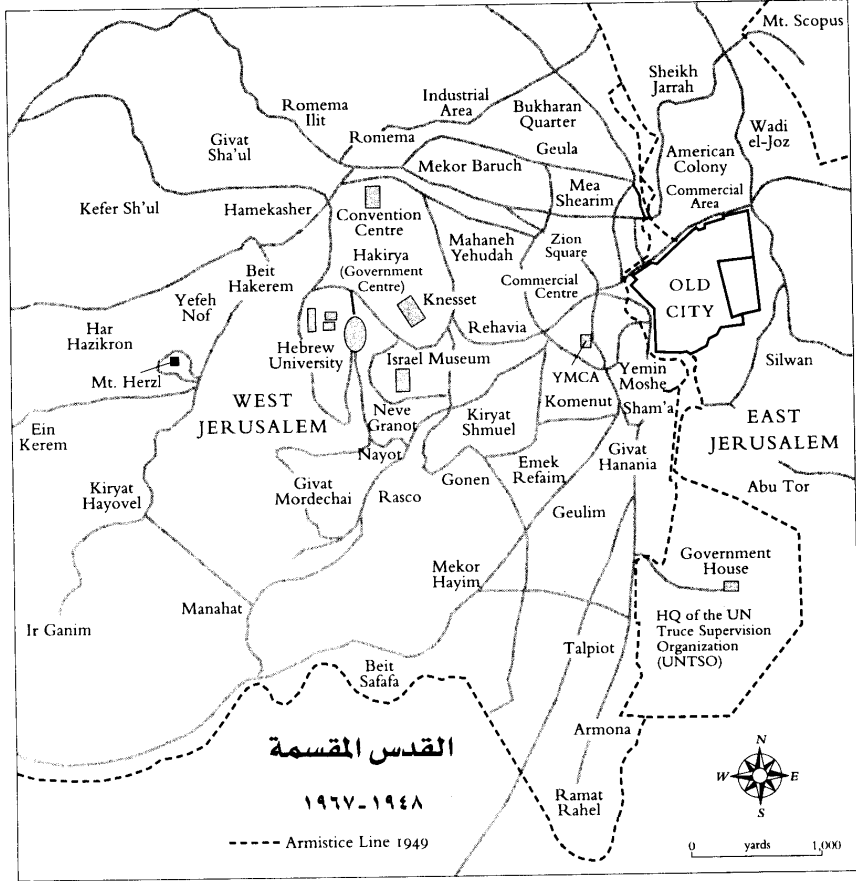 Mt. Scopus
Sheikh
Jarrah
Romema
Ilit
Industrial
Area
Bukharan
Quarter
Wadi
el-Joz
Givat
Sha'ul
Romema
Geula
American
Colony
Mekor Baruch
Mea
Shearim
Commercial
Area
Kefer Sh'ul
Hamekasher
Convention
Centre
Mahaneh
Yehudah
Zion
Square
Hakirya
(Government
Centre)
Beit
Hakerem
Commercial
Centre
OLD
CITY
Yefeh
Nof
Knesset
Rehavia
Har
Hazikron
Hebrew
University
Israel Museum
YMCA
Yemin
Moshe
Silwan
Mt. Herzl
WEST
JERUSALEM
Neve
Granot
Kiryat
Shmuel
Komenut
Sham'a
EAST
JERUSALEM
Ein
Kerem
Nayot
Givat
Hanania
Kiryat
Hayovel
Givat
Mordechai
Rasco
Gonen
Emek
Refaim
Abu Tor
Geulim
Government
House
Mekor
Hayim
Manahat
Ir Ganim
HQ of the UN
Truce Supervision
Organization
(UNTSO)
Talpiot
Beit
Safafa
Armona
القدس المقسمة
١٩٤٨-١٩٦٧
Ramat
Rahel
N
W
E
S
Armistice Line 1949
0 yards 1,000